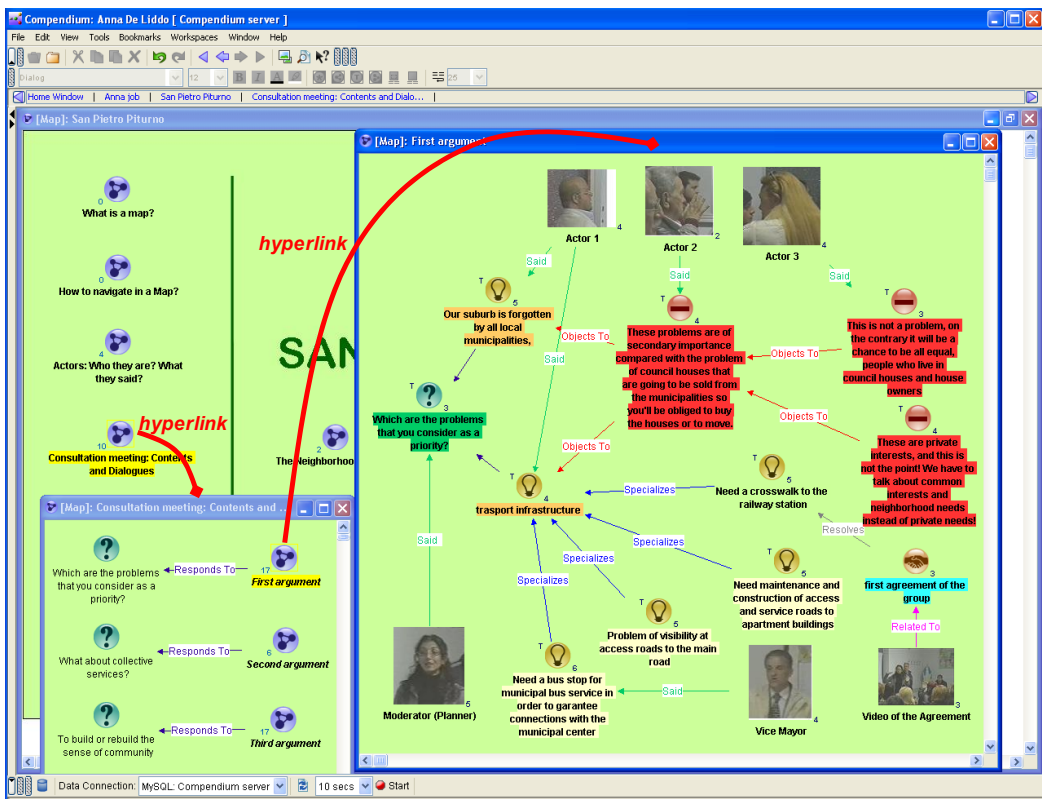 Compendium: Anna De Liddo [ Compendium server ]
File Edit View Tools Bookmarks Workspaces Window Help
Dialog 12 B I A 25
Home Window | Anna job | San Pietro Piturno | Consultation meeting: Contents and Dialo... |
[Map]: San Pietro Piturno
0
What is a map?
0
How to navigate in a Map?
4
Actors: Who they are? What
they said?
10
Consultation meeting: Contents
and Dialogues
SAN
2
The Neighborhoo
hyperlink
hyperlink
[Map]: Consultation meeting: Contents and ...
Which are the problems
that you consider as a
priority?
Responds To
17
First argument
What about collective
services?
Responds To
6
Second argument
To build or rebuild the
sense of community
Responds To
17
Third argument
[Map]: First argument
4
Actor 1
2
Actor 2
4
Actor 3
Said
Said
Said
T
5
Our suburb is forgotten
by all local
municipalities,
Objects To
Said
T
4
These problems are of
secondary importance
compared with the problem
of council houses that
are going to be sold from
the municipalities so
you'll be obliged to buy
the houses or to move.
Objects To
T
3
This is not a problem, on
the contrary it will be a
chance to be all equal,
people who live in
council houses and house
owners
T
3
Which are the problems
that you consider as a
priority?
Objects To
Objects To
T
4
These are private
interests, and this is
not the point! We have to
talk about common
interests and
neighborhood needs
instead of private needs!
T
4
trasport infrastructure
Specializes
T
5
Need a crosswalk to the
railway station
Resolves
Said
Specializes
Specializes
Specializes
T
5
Need maintenance and
construction of access
and service roads to
apartment buildings
3
first agreement of the
group
Related To
T
5
Problem of visibility at
access roads to the main
road
T
6
Need a bus stop for
municipal bus service in
order to garantee
connections with the
municipal center
Said
5
Moderator (Planner)
4
Vice Mayor
3
Video of the Agreement
Data Connection: MySQL: Compendium server 10 secs Start